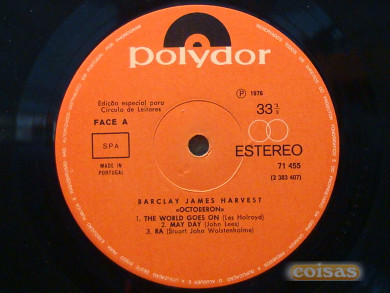 polydor
Edição especial para
Círculo de Leitores
FACE A
SPA
MADE IN
PORTUGAL
Ⓟ 1976
33 1/3
ESTEREO
71 455
(2 383 407)
BARCLAY JAMES HARVEST
«OCTOBERON»
1. THE WORLD GOES ON (Les Holroyd)
2. MAY DAY (John Lees)
3. RA (Stuart John Wolstenholme)
coisas